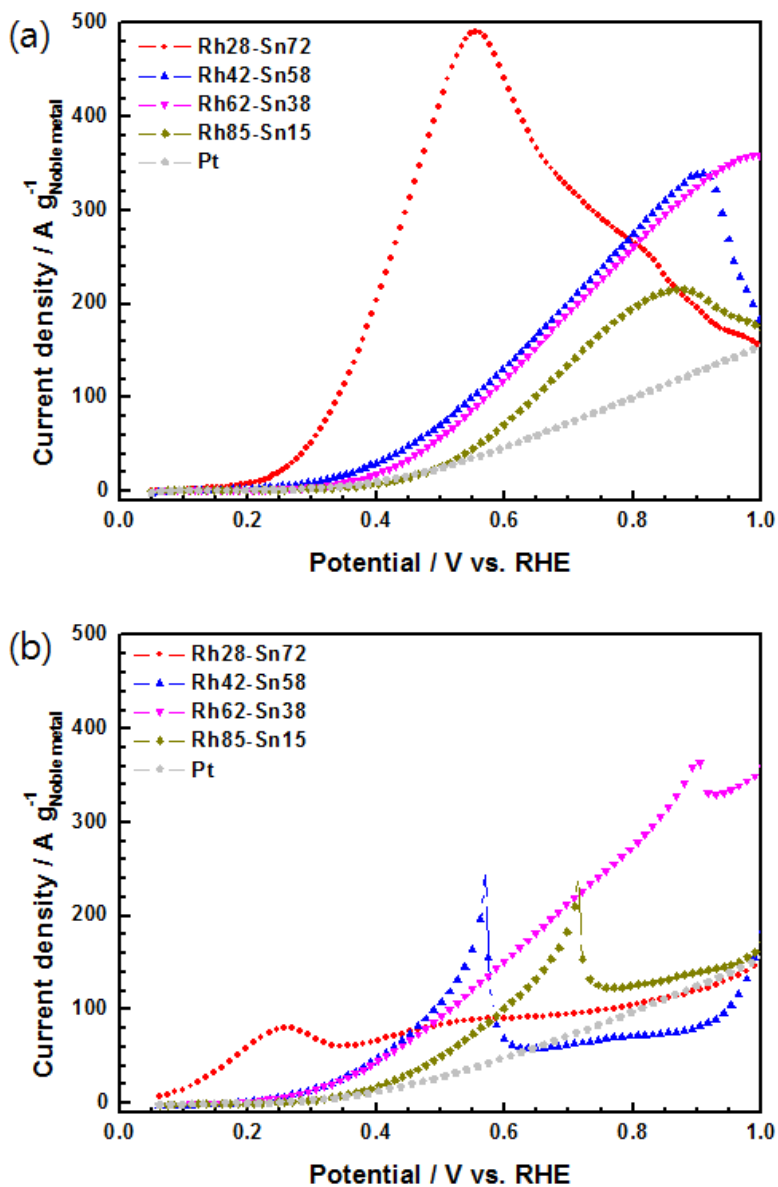 (a)
500
400
300
200
100
0
Current density / A g-1Noble metal
Rh28-Sn72
Rh42-Sn58
Rh62-Sn38
Rh85-Sn15
Pt
0.0 0.2 0.4 0.6 0.8 1.0
Potential / V vs. RHE
(b)
500
400
300
200
100
0
Current density / A g-1Noble metal
Rh28-Sn72
Rh42-Sn58
Rh62-Sn38
Rh85-Sn15
Pt
0.0 0.2 0.4 0.6 0.8 1.0
Potential / V vs. RHE